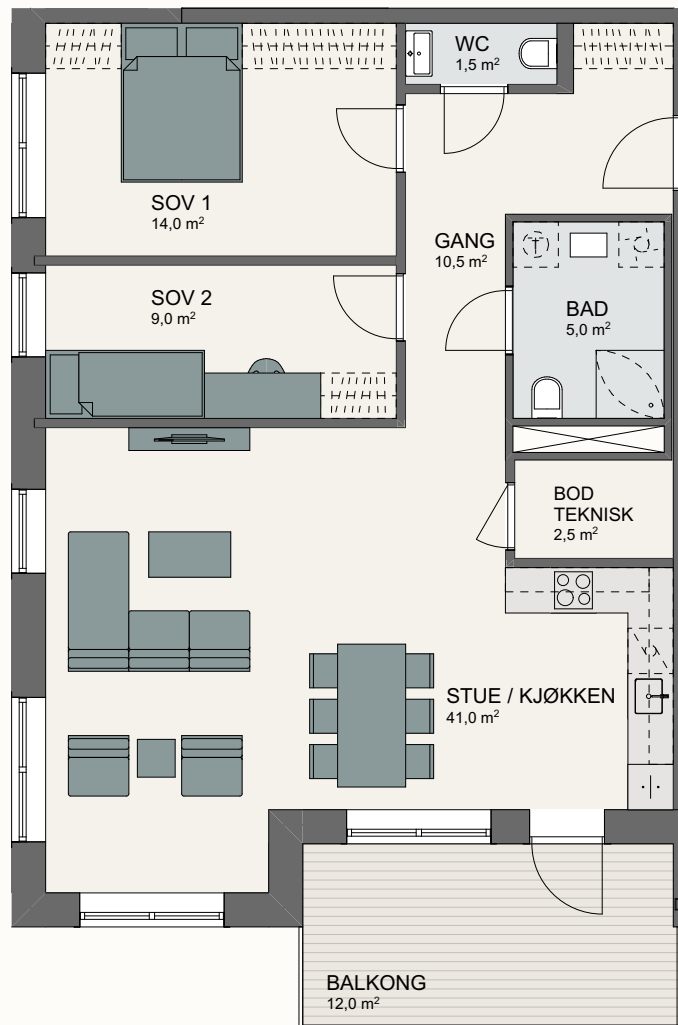 WC
1,5 m²
SOV 1
14,0 m²
GANG
10,5 m²
SOV 2
9,0 m²
T
BAD
5,0 m²
BOD
TEKNISK
2,5 m²
STUE / KJØKKEN
41,0 m²
BALKONG
12,0 m²